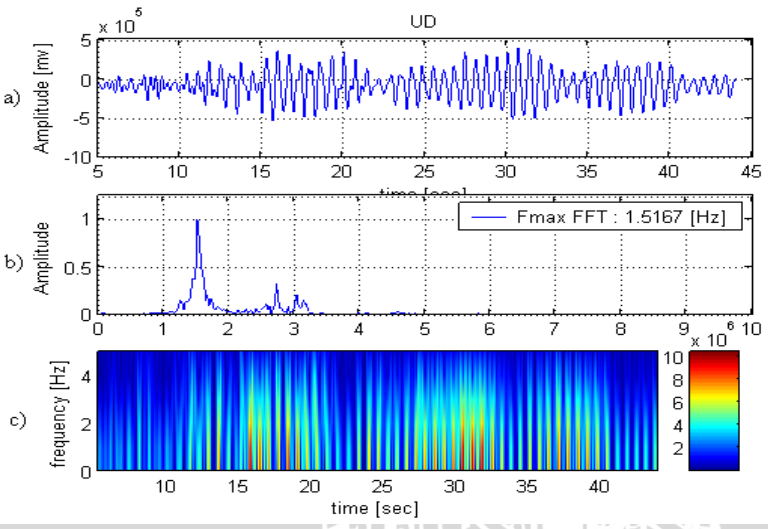 UD
x 10^5
5
0
-5
-10
Amplitude [mv]
a)
5 10 15 20 25 30 35 40 45
time [sec]
1
0.5
0
Amplitude
b)
Fmax FFT : 1.5167 [Hz]
0 1 2 3 4 5 6 7 8 9 10
x 10^6
4
2
0
frequency [Hz]
c)
10
8
6
4
2
10 15 20 25 30 35 40
time [sec]